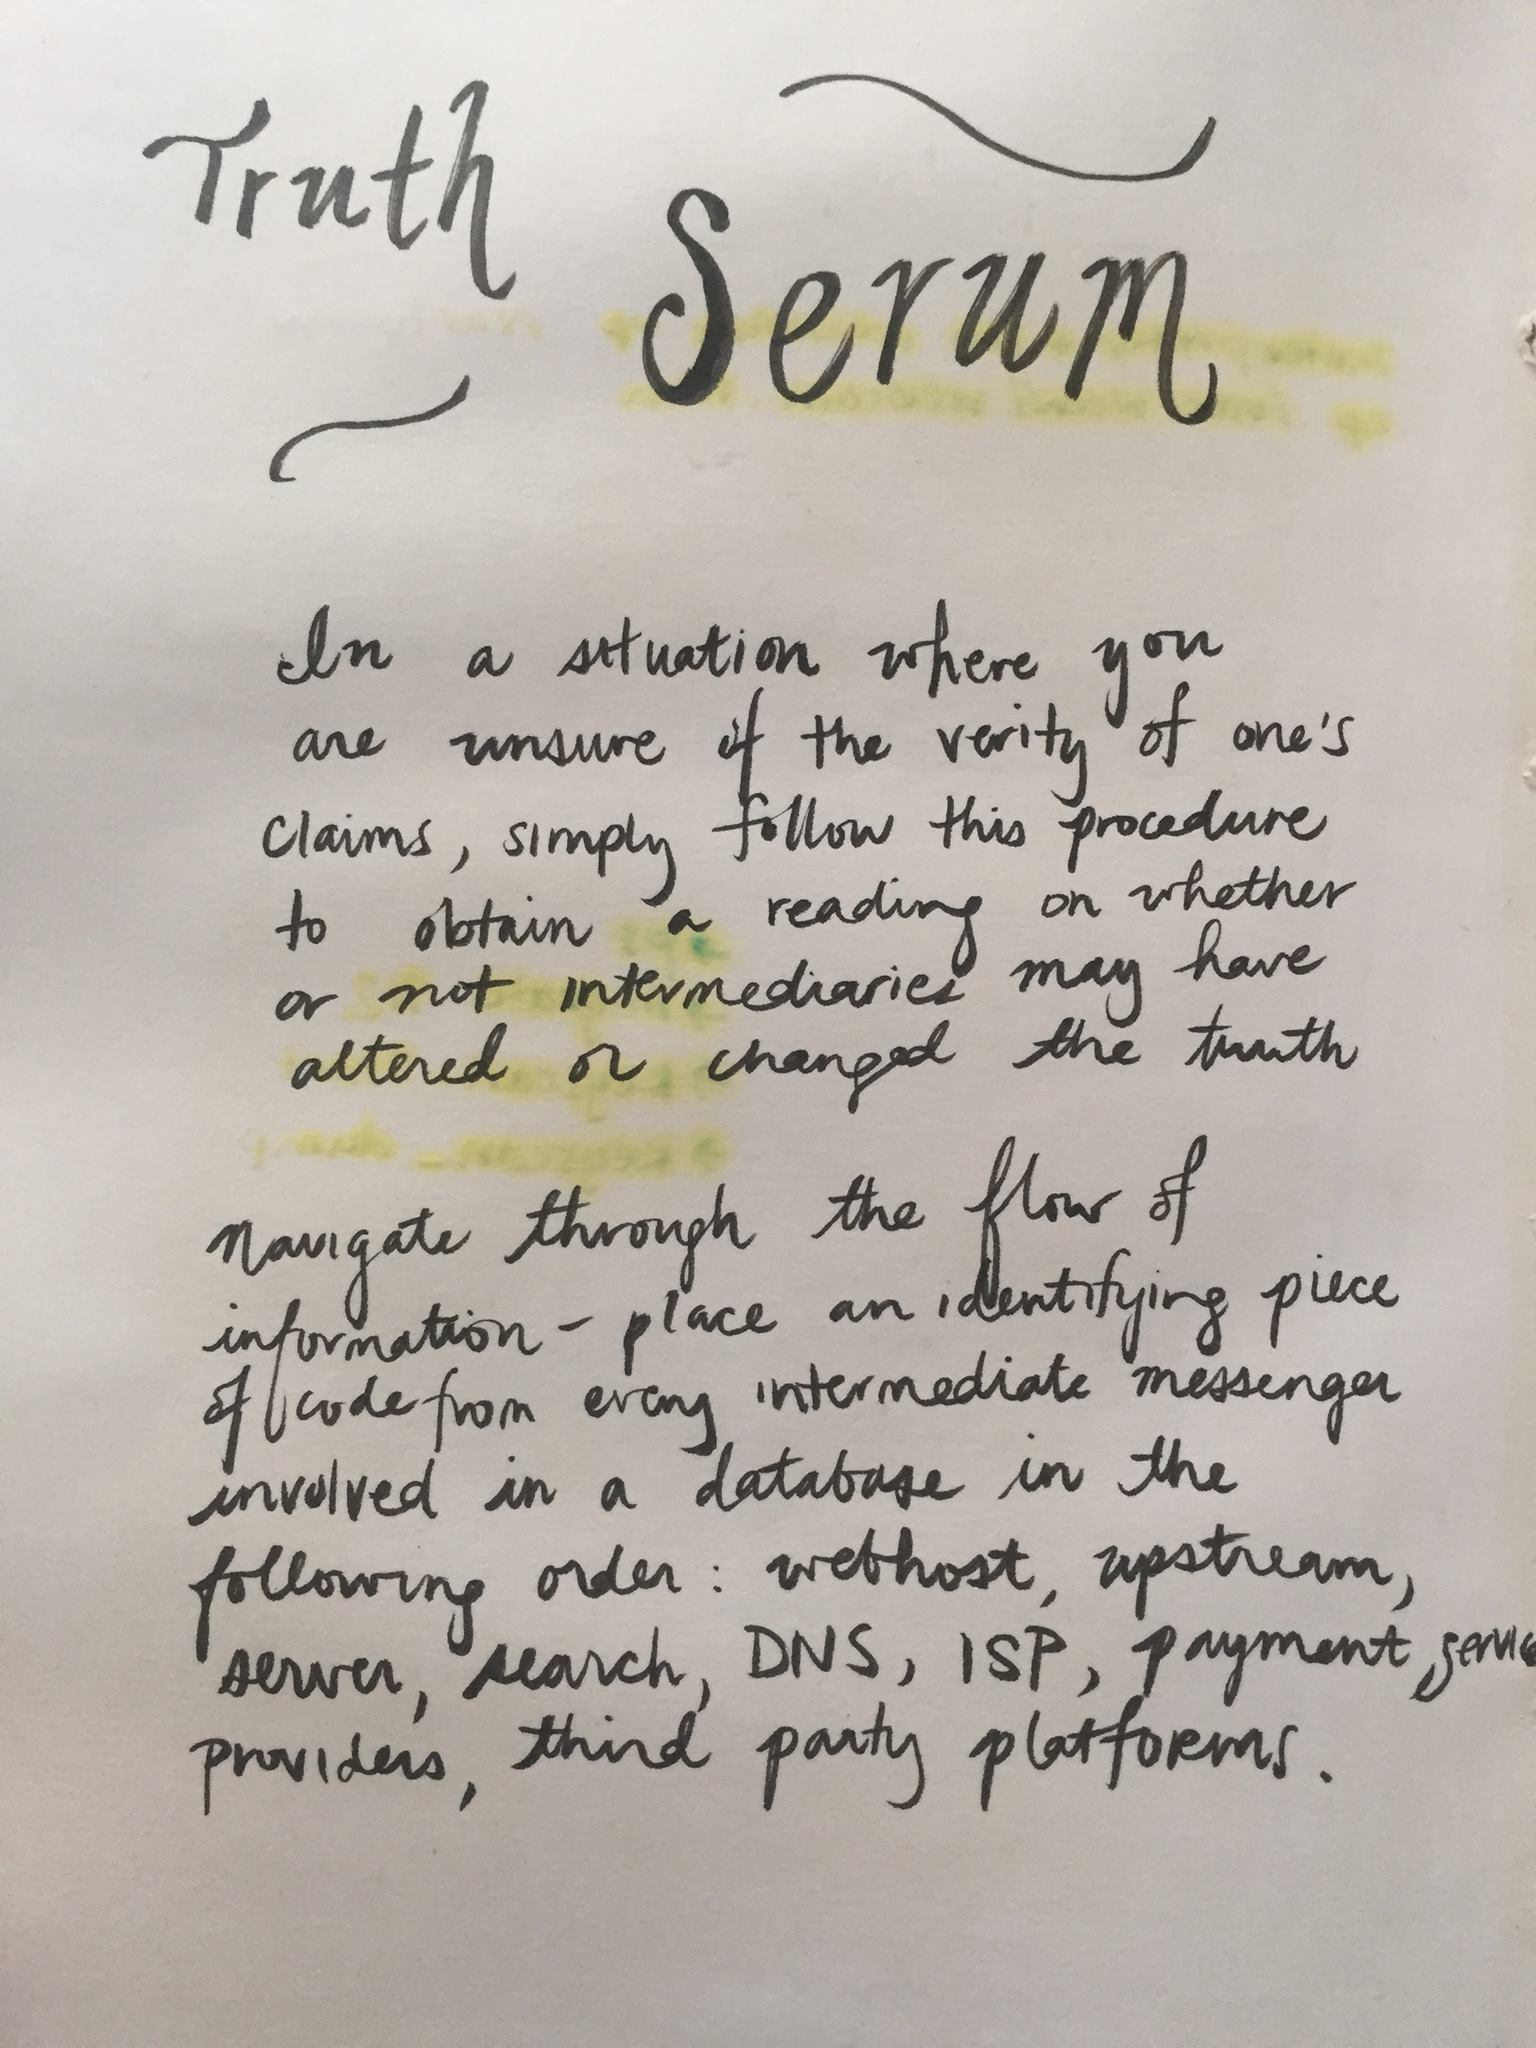 Truth
Serum
In a situation where you
are unsure if the verity of one's
claims, simply follow this procedure
to obtain a reading on whether
or not intermediaries may have
altered or changed the truth
Navigate through the flow of
information - place an identifying piece
of code from every intermediate messenger
involved in a database in the
following order: webhost, upstream,
server, search, DNS, ISP, payment, service
providers, third party platforms.